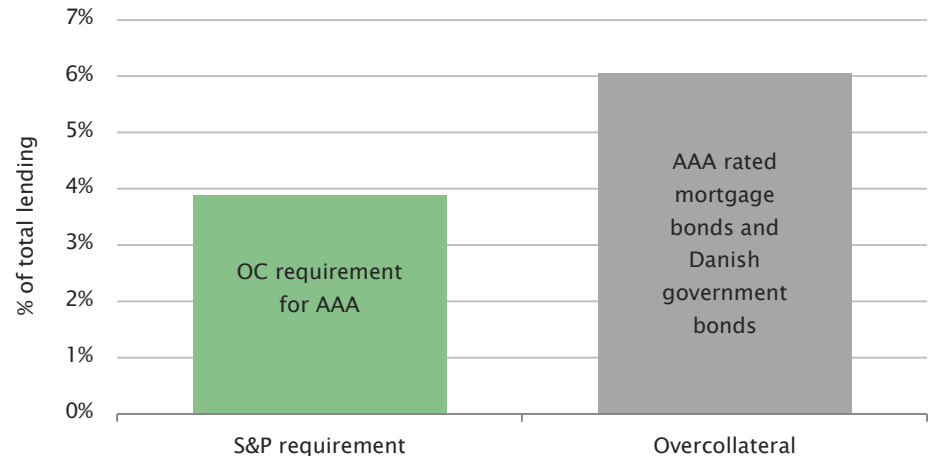 % of total lending
7%
6%
5%
4%
3%
2%
1%
0%
OC requirement
for AAA
AAA rated
mortgage
bonds and
Danish
government
bonds
S&P requirement
Overcollateral